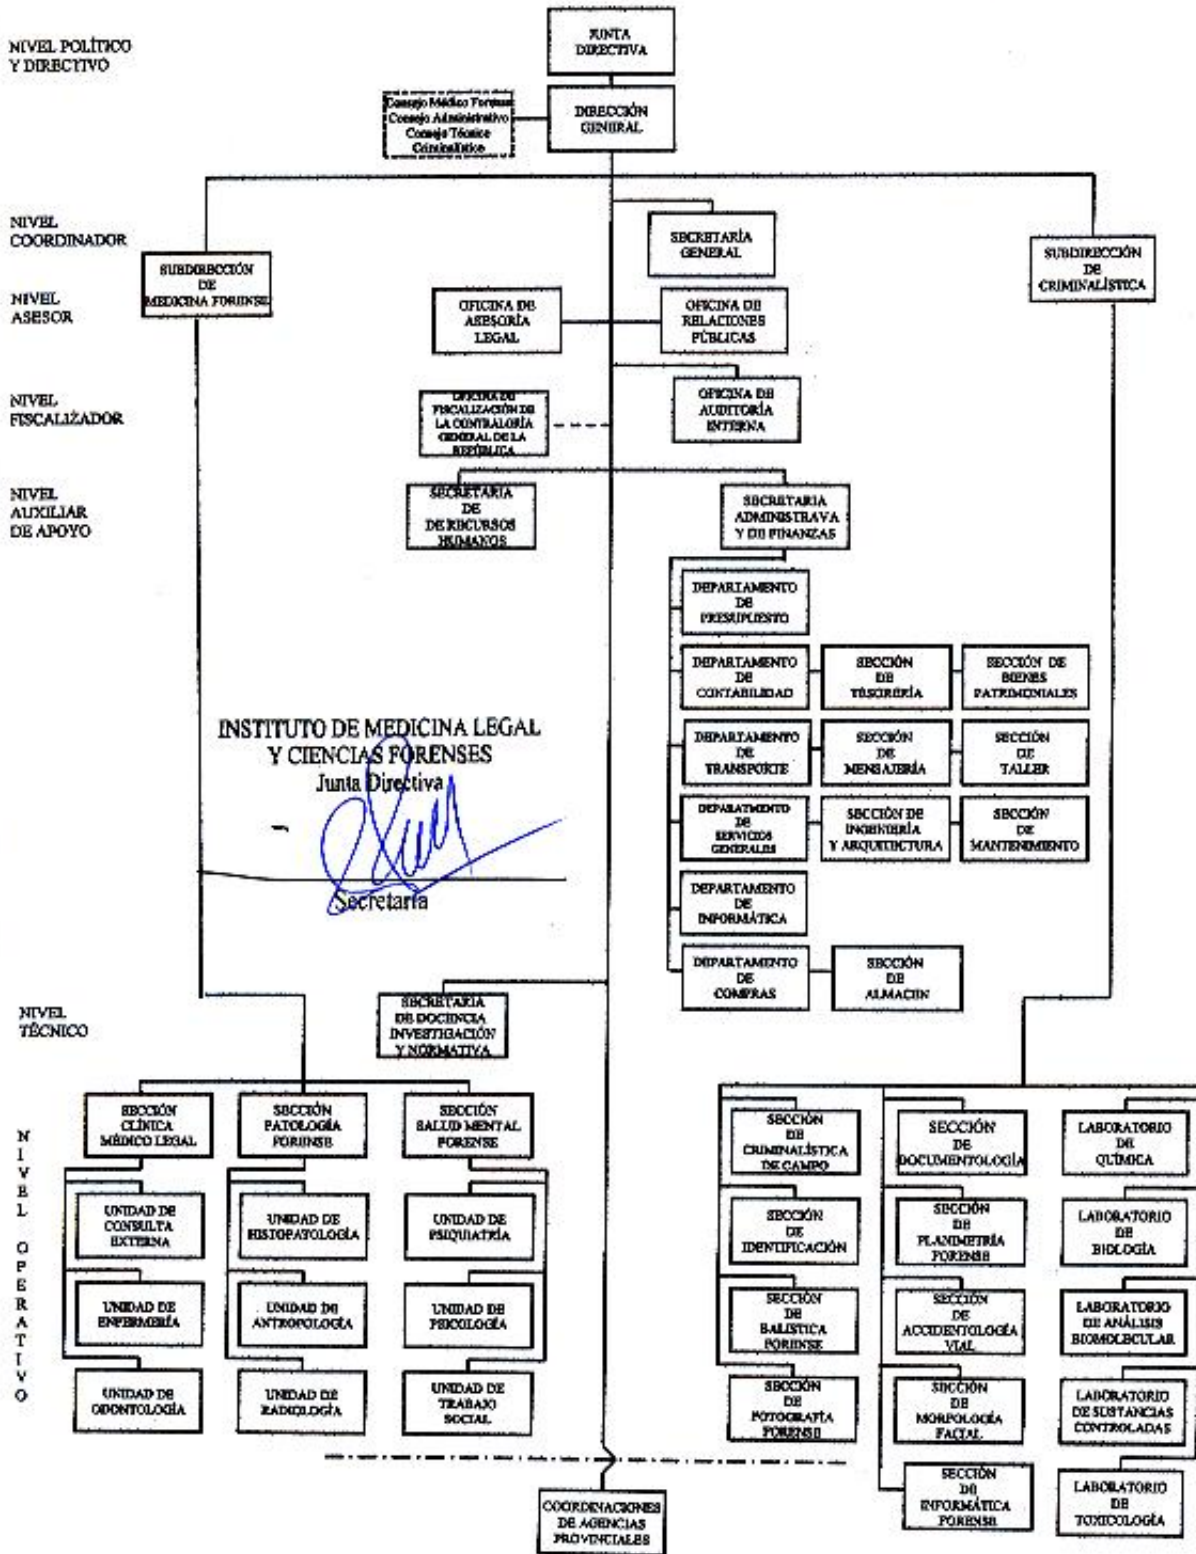 NIVEL POLÍTICO
Y DIRECTIVO
JUNTA
DIRECTIVA
Consejo Médico Forense
Consejo Administrativo
Consejo Técnico
Criminalístico
DIRECCIÓN
GENERAL
NIVEL
COORDINADOR
SECRETARÍA
GENERAL
SUBDIRECCIÓN
DE
MEDICINA FORENSE
SUBDIRECCIÓN
DE
CRIMINALÍSTICA
NIVEL
ASESOR
OFICINA DE
ASESORÍA
LEGAL
OFICINA DE
RELACIONES
PÚBLICAS
NIVEL
FISCALIZADOR
OFICINA DE
FISCALIZACIÓN DE
LA CONTRALORÍA
GENERAL DE LA
REPÚBLICA
OFICINA DE
AUDITORÍA
INTERNA
NIVEL
AUXILIAR
DE APOYO
SECRETARIA
DE
DE RECURSOS
HUMANOS
SECRETARIA
ADMINISTRAVA
Y DE FINANZAS
DEPARTAMENTO
DE
PRESUPUESTO
DEPARTAMENTO
DE
CONTABILIDAD
SECCIÓN
DE
TESORERÍA
SECCIÓN DE
BIENES
PATRIMONIALES
DEPARTAMENTO
DE
TRANSPORTE
SECCIÓN
DE
MENSAJERÍA
SECCIÓN
DE
TALLER
DEPARATMENTO
DE
SERVICIOS
GENERALES
SECCIÓN DE
INGENIERÍA
Y ARQUITECTURA
SECCIÓN
DE
MANTENIMIENTO
DEPARTAMENTO
DE
INFORMÁTICA
DEPARTAMENTO
DE
COMPRAS
SECCIÓN
DE
ALMACEN
INSTITUTO DE MEDICINA LEGAL
Y CIENCIAS FORENSES
Junta Directiva
Secretaria
NIVEL
TÉCNICO
SECRETARIA
DE DOCENCIA
INVESTIGACIÓN
Y NORMATIVA
NIVEL OPERATIVO
SECCIÓN
CLÍNICA
MÉDICO LEGAL
SECCIÓN
PATOLOGÍA
FORENSE
SECCIÓN
SALUD MENTAL
FORENSE
UNIDAD DE
CONSULTA
EXTERNA
UNIDAD DE
HISTOPATOLOGÍA
UNIDAD DE
PSIQUIATRÍA
UNIDAD DE
ENFERMERÍA
UNIDAD DE
ANTROPOLOGÍA
UNIDAD DE
PSICOLOGÍA
UNIDAD DE
ODONTOLOGÍA
UNIDAD DE
RADIOLOGÍA
UNIDAD DE
TRABAJO
SOCIAL
SECCIÓN
DE
CRIMINALÍSTICA
DE CAMPO
SECCIÓN
DE
DOCUMENTOLOGÍA
LABORATORIO
DE
QUÍMICA
SECCIÓN
DE
IDENTIFICACIÓN
SECCIÓN
DE
PLANIMETRÍA
FORENSE
LABORATORIO
DE
BIOLOGÍA
SECCIÓN
DE
BALÍSTICA
FORENSE
SECCIÓN
DE
ACCIDENTOLOGÍA
VIAL
LABORATORIO
DE ANÁLISIS
BIOMOLECULAR
SECCIÓN
DE
FOTOGRAFÍA
FORENSE
SECCIÓN
DE
MORFOLOGÍA
FACIAL
LABORATORIO
DE SUSTANCIAS
CONTROLADAS
SECCIÓN
DE
INFORMÁTICA
FORENSE
LABORATORIO
DE
TOXICOLOGÍA
COORDINACIONES
DE AGENCIAS
PROVINCIALES